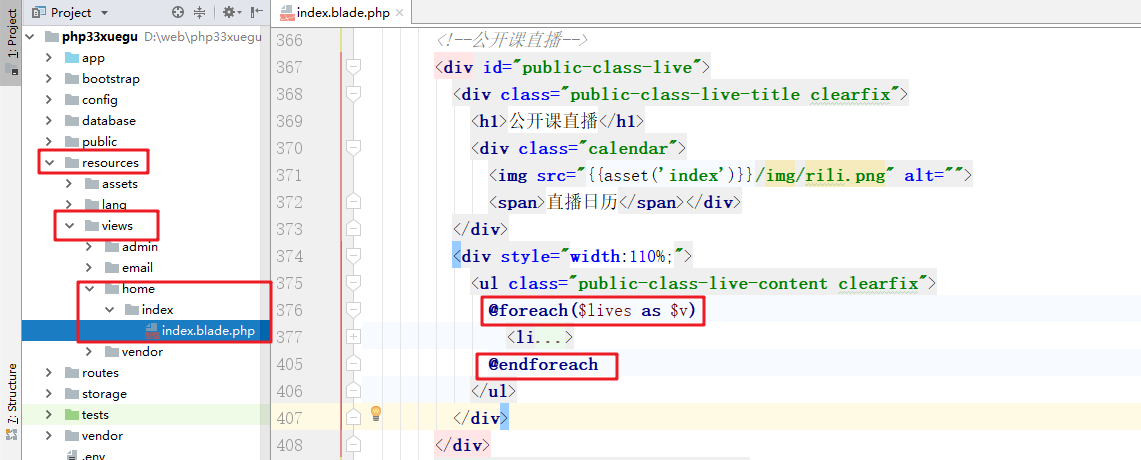 Project
index.blade.php
1: Project
7: Structure
php33xuegu D:\web\php33xuegu
app
bootstrap
config
database
public
resources
assets
lang
views
admin
email
home
index
index.blade.php
vendor
routes
storage
tests
vendor
.env
366 <!--公开课直播-->
367 <div id="public-class-live">
368 <div class="public-class-live-title clearfix">
369 <h1>公开课直播</h1>
370 <div class="calendar">
371 <img src="{{asset('index')}}/img/rili.png" alt="">
372 <span>直播日历</span></div>
373 </div>
374 <div style="width:110%;">
375 <ul class="public-class-live-content clearfix">
376 @foreach($lives as $v)
377 <li...>
405 @endforeach
406 </ul>
407 </div>
408 </div>